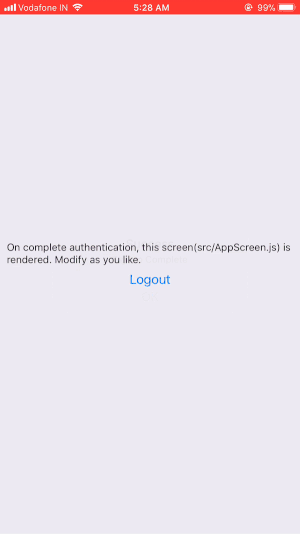 Vodafone IN 5:28 AM 99%
On complete authentication, this screen(src/AppScreen.js) is
rendered. Modify as you like.
Logout